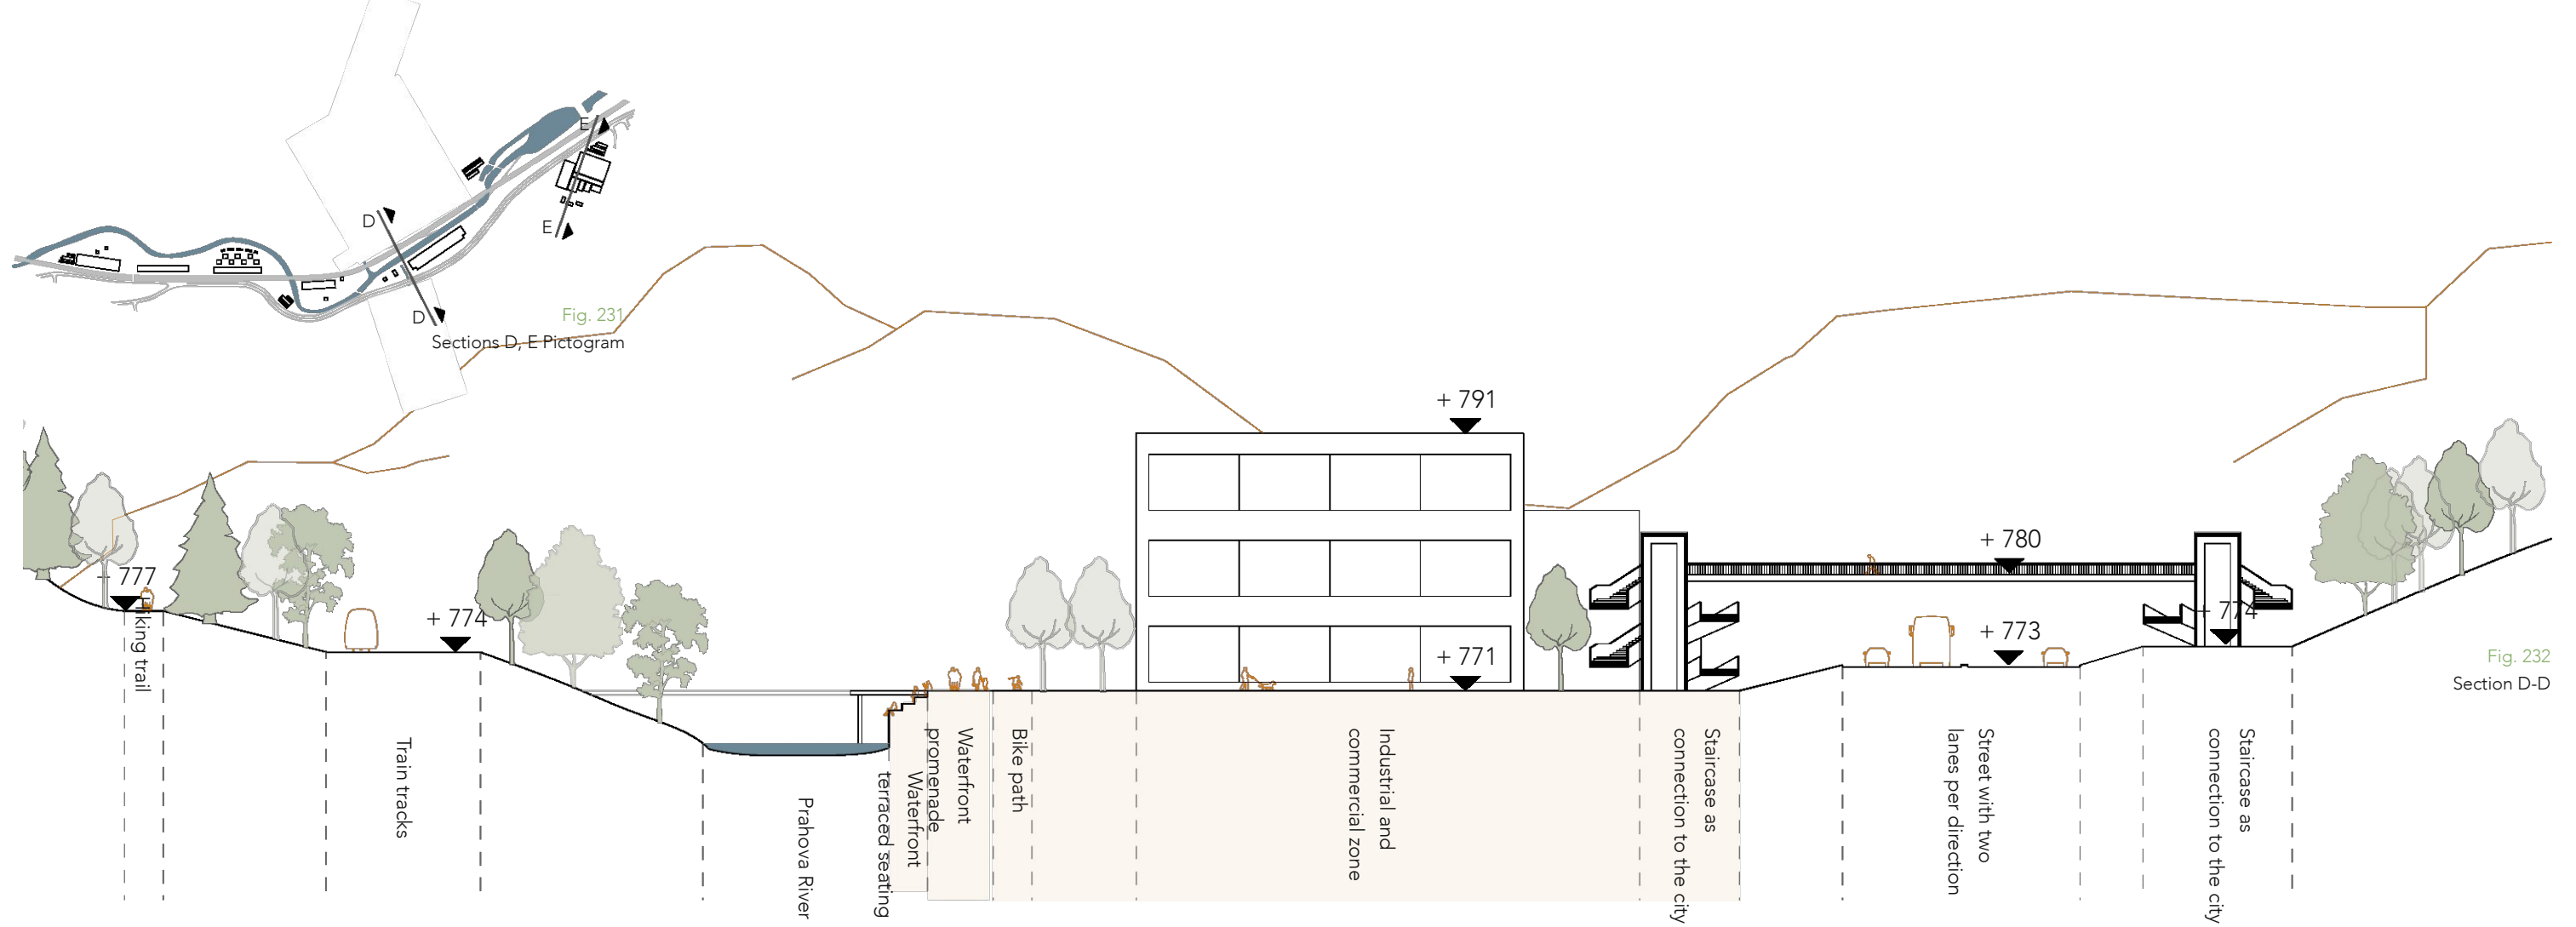 E
D
E
D
Fig. 231
Sections D, E Pictogram
+ 791
+ 780
+ 777
+ 774
+ 774
+ 773
+ 771
Fig. 232
Section D-D
Hiking trail
Train tracks
Prahova River
Waterfront
terraced seating
Waterfront
promenade
Bike path
Industrial and
commercial zone
Staircase as
connection to the city
Street with two
lanes per direction
Staircase as
connection to the city